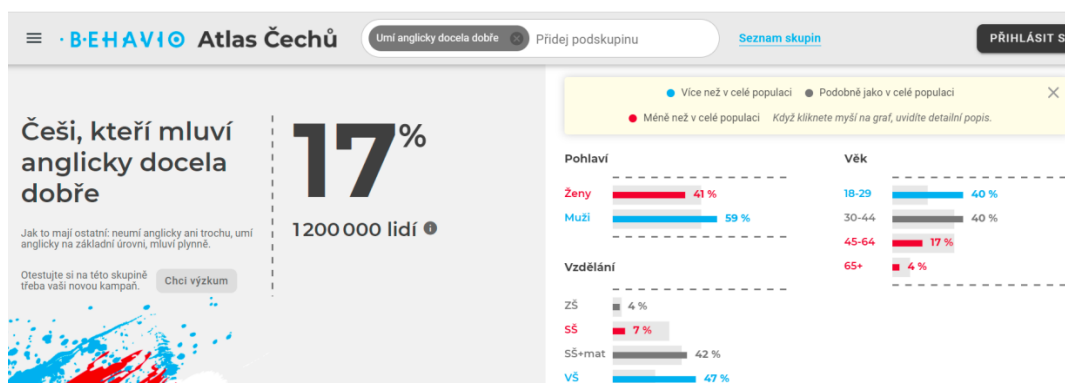 B·E·HAVIO Atlas Čechů
Umí anglicky docela dobře
Přidej podskupinu
Seznam skupin
PŘIHLÁSIT S
Více než v celé populaci
Podobně jako v celé populaci
Méně než v celé populaci
Když kliknete myší na graf, uvidíte detailní popis.
Češi, kteří mluví
anglicky docela
dobře
Jak to mají ostatní: neumí anglicky ani trochu, umí
anglicky na základní úrovni, mluví plynně.
Otestujte si na této skupině
třeba vaši novou kampaň.
Chci výzkum
17%
1 200 000 lidí
Pohlaví
Ženy 41 %
Muži 59 %
Vzdělání
ZŠ 4 %
SŠ 7 %
SŠ+mat 42 %
VŠ 47 %
Věk
18-29 40 %
30-44 40 %
45-64 17 %
65+ 4 %